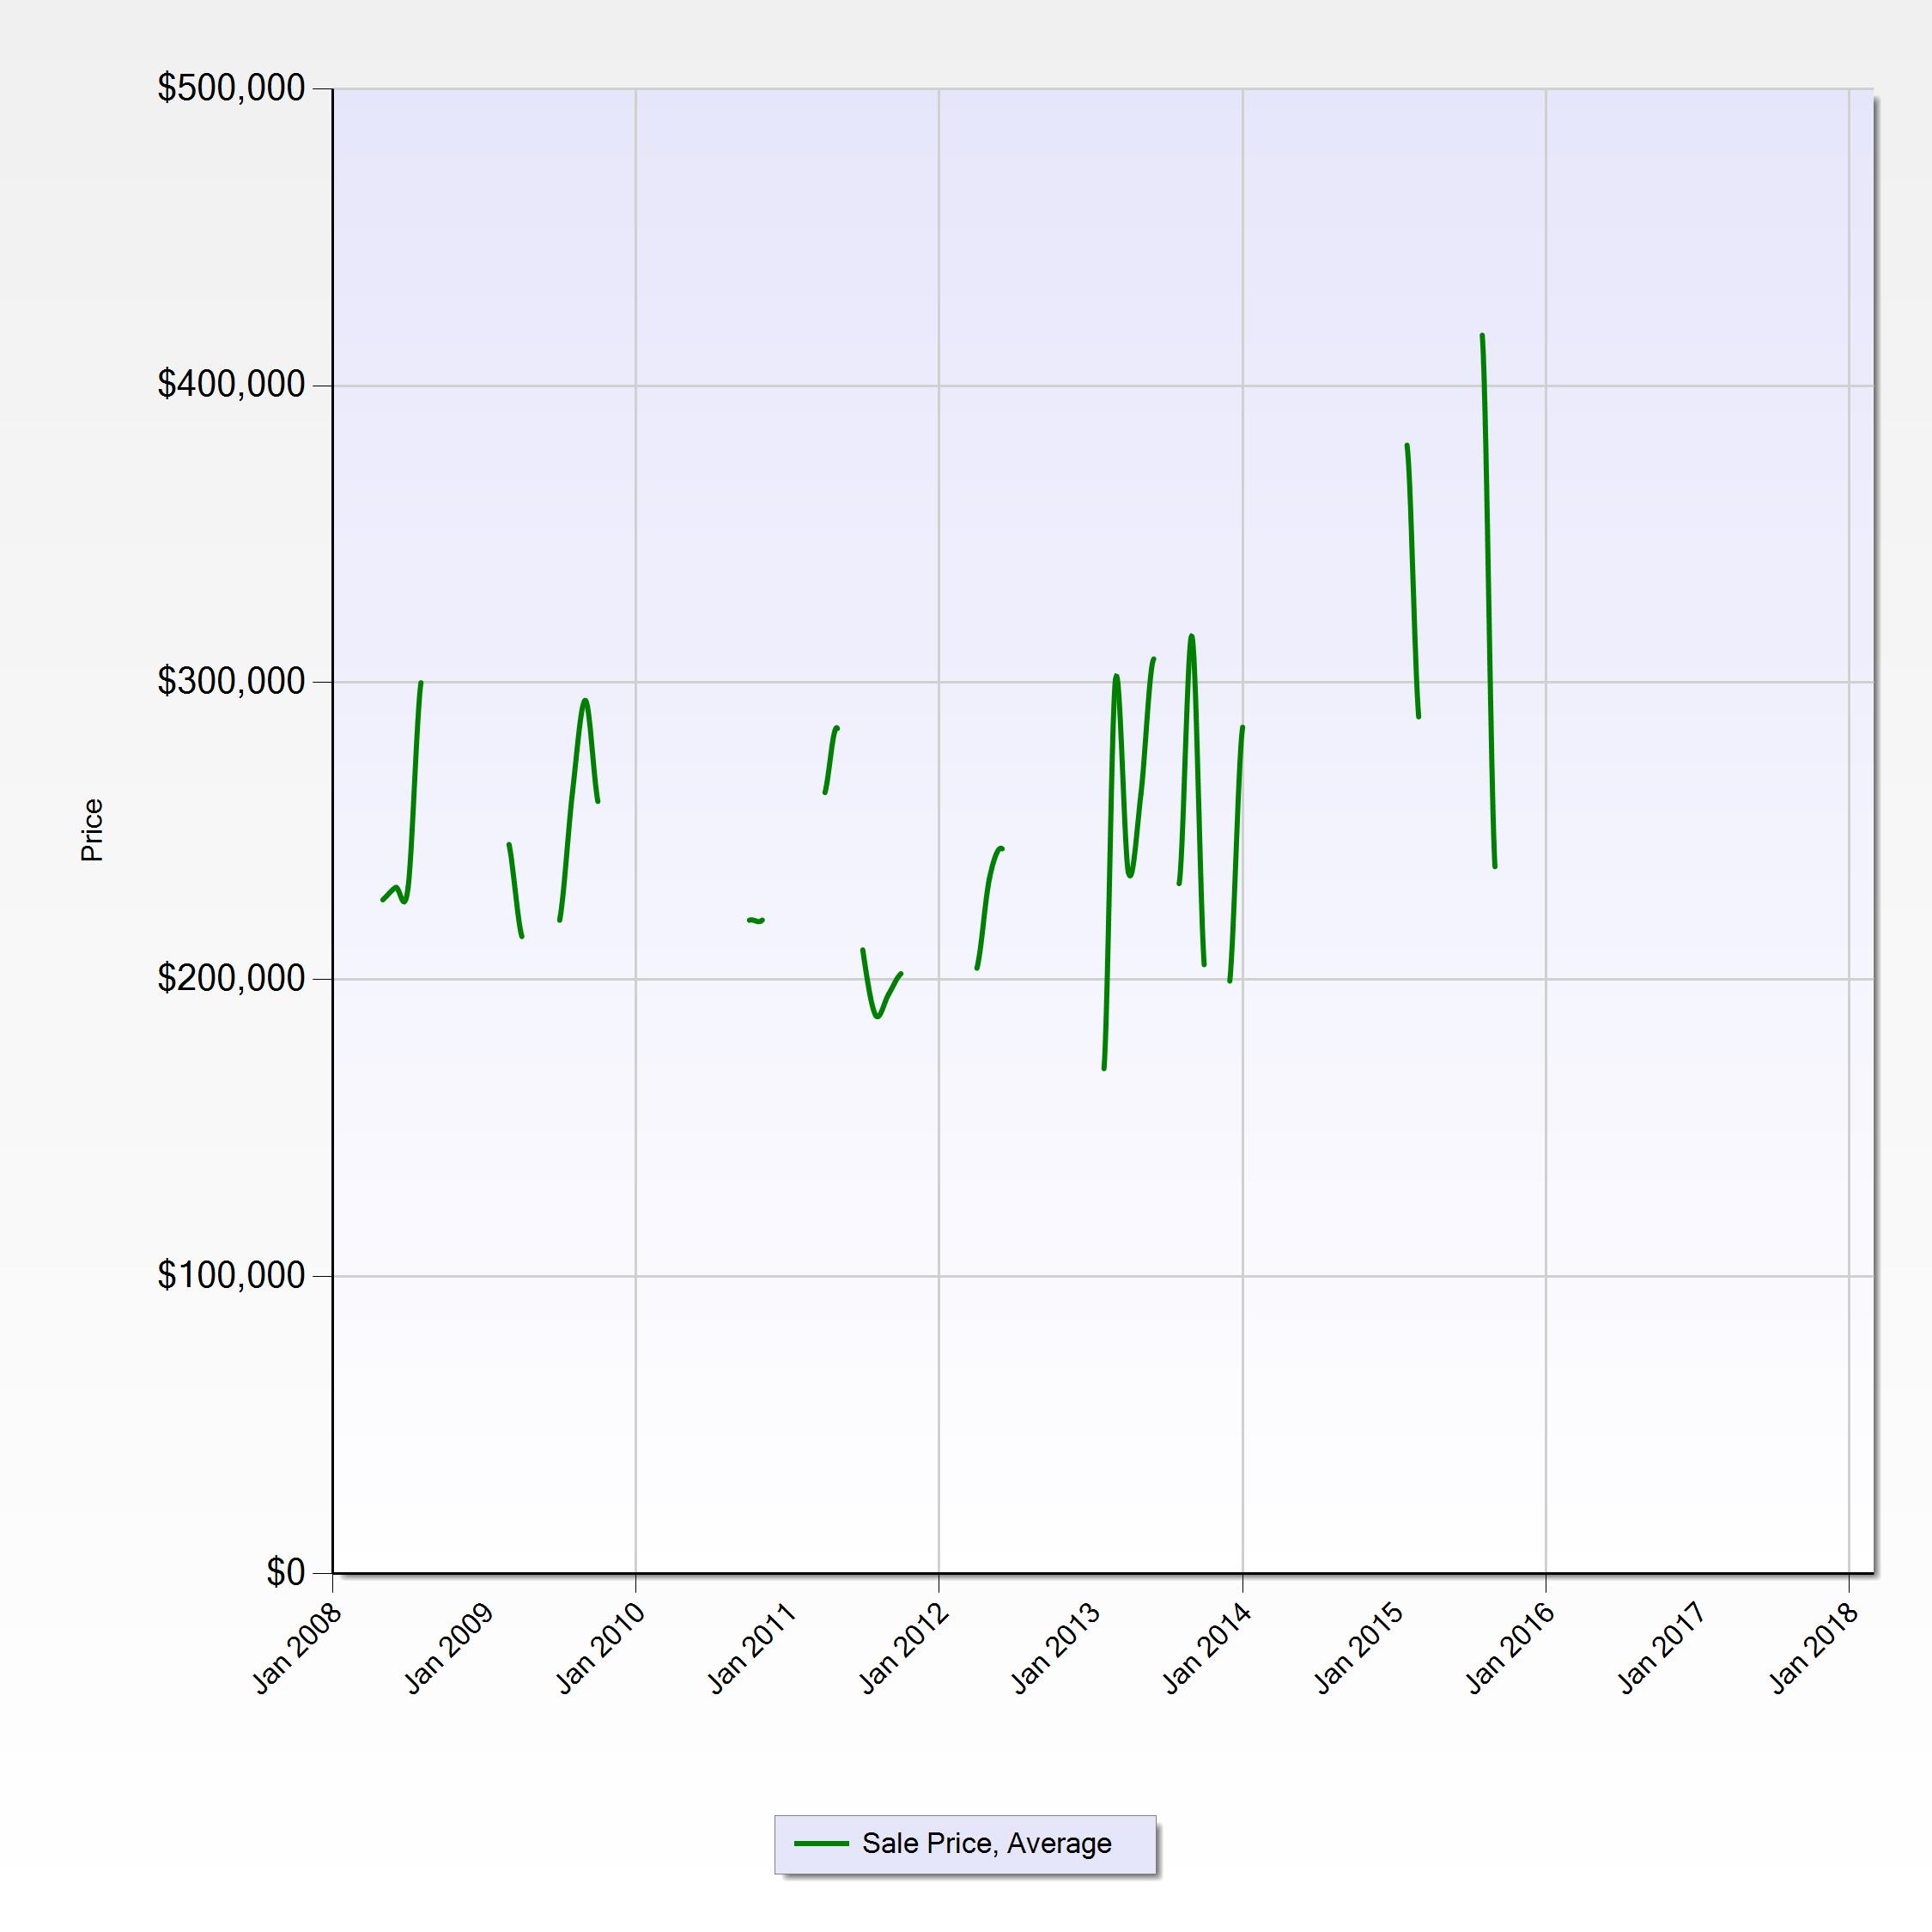 $500,000
$400,000
$300,000
$200,000
$100,000
$0
Price
Jan 2008
Jan 2009
Jan 2010
Jan 2011
Jan 2012
Jan 2013
Jan 2014
Jan 2015
Jan 2016
Jan 2017
Jan 2018
Sale Price, Average